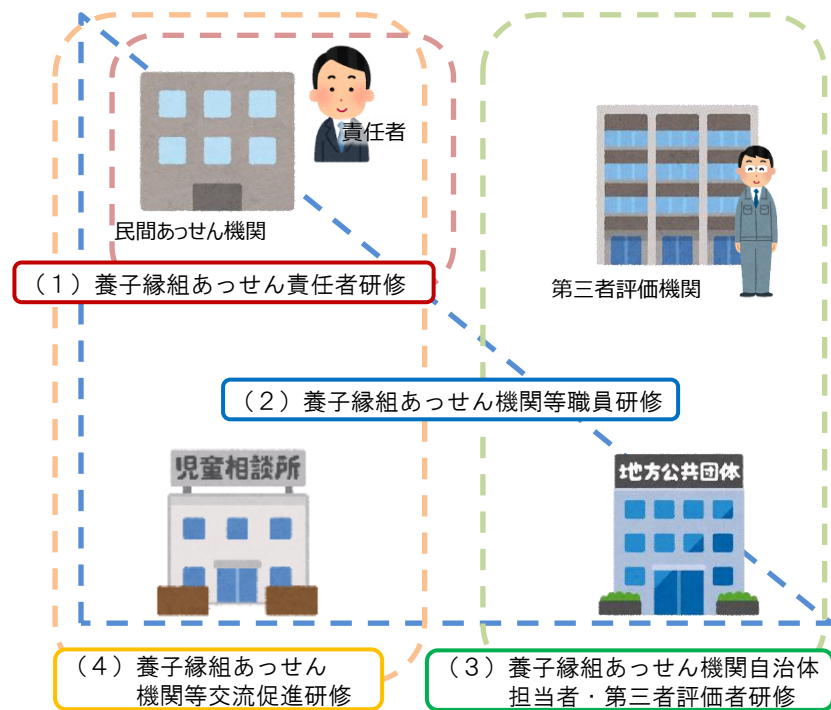 責任者
民間あっせん機関
（１）養子縁組あっせん責任者研修
第三者評価機関
（２）養子縁組あっせん機関等職員研修
児童相談所
地方公共団体
（４）養子縁組あっせん
機関等交流促進研修
（３）養子縁組あっせん機関自治体
担当者・第三者評価者研修